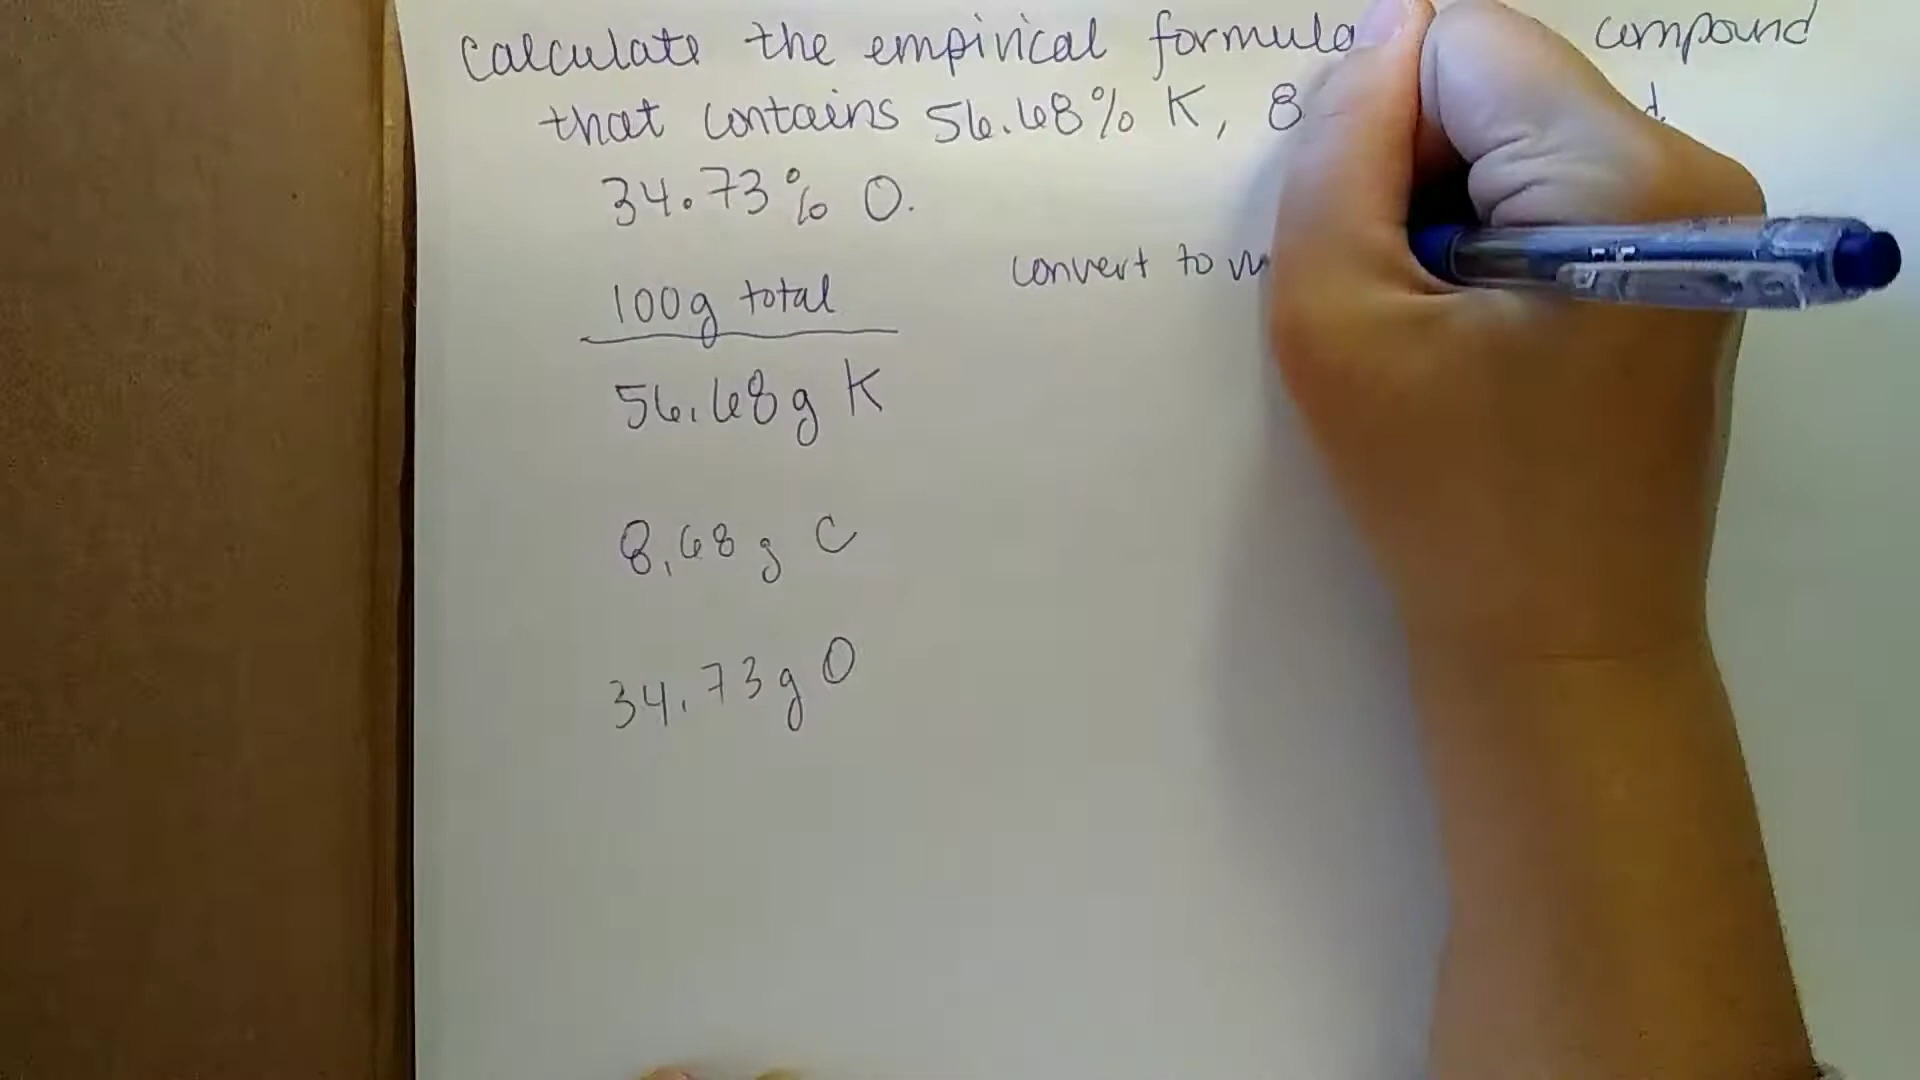 Calculate the empirical formula compound
that contains 56.68% K, 8
34.73% O.
100g total
convert to
56.68g K
8.68g C
34.73g O